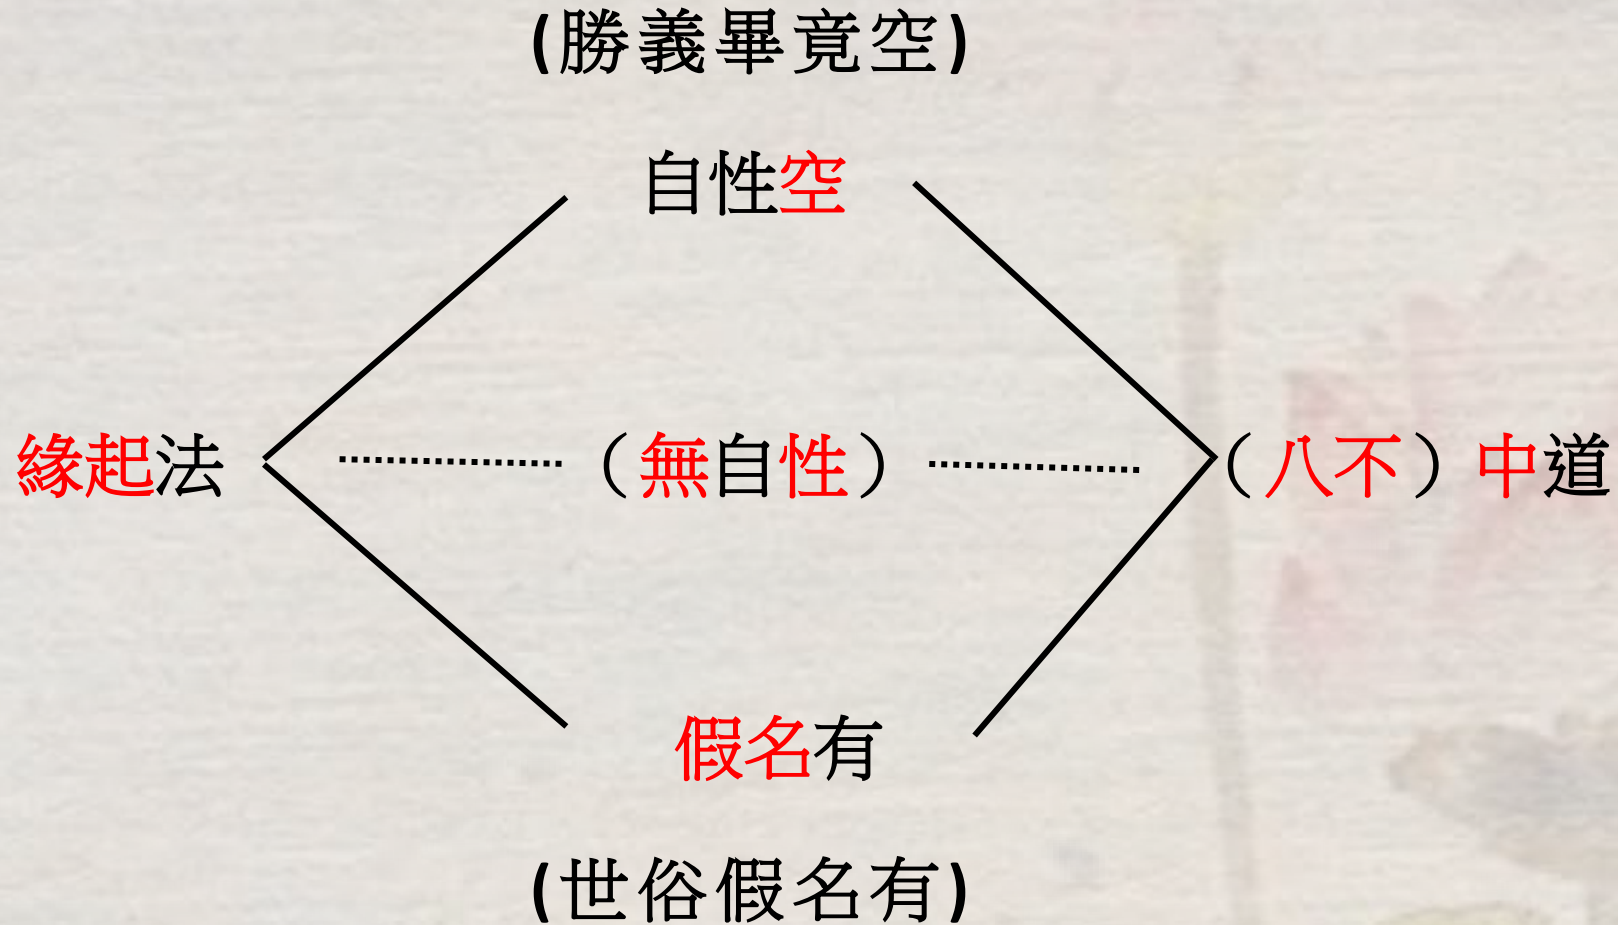 (勝義畢竟空)
自性空
緣起法 （無自性） （八不）中道
假名有
(世俗假名有)